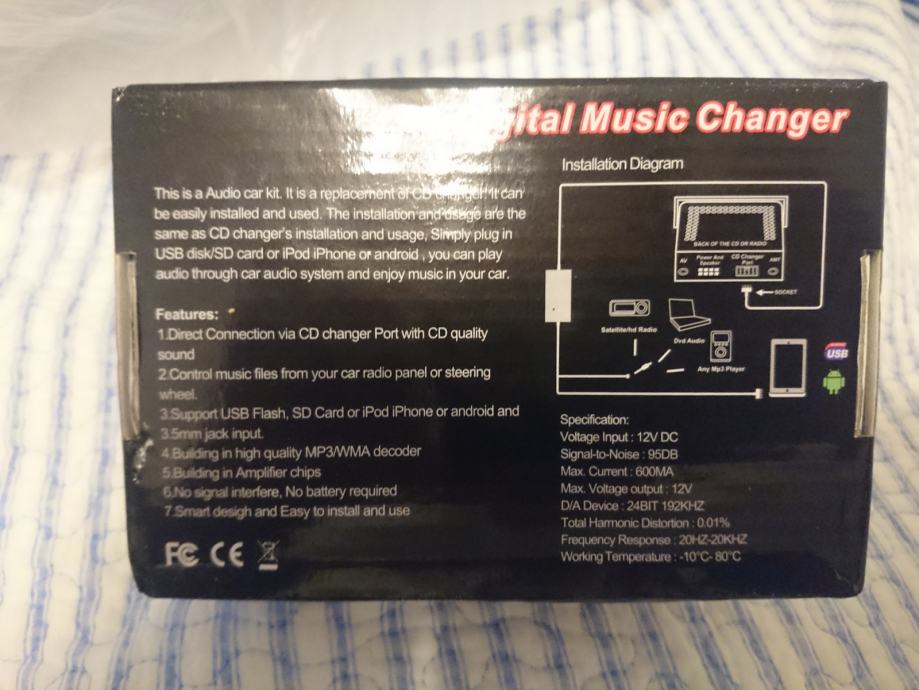 Digital Music Changer
This is a Audio car kit. It is a replacement of CD changer. It can
be easily installed and used. The installation and usage are the
same as CD changer's installation and usage, Simply plug in
USB disk/SD card or iPod iPhone or android , you can play
audio through car audio system and enjoy music in your car.
Features:
1.Direct Connection via CD changer Port with CD quality
sound
2.Control music files from your car radio panel or steering
wheel.
3.Support USB Flash, SD Card or iPod iPhone or android and
3.5mm jack input.
4.Building in high quality MP3/WMA decoder
5.Building in Amplifier chips
6.No signal interfere, No battery required
7.Smart desigh and Easy to install and use
FC CE
Installation Diagram
BACK OF THE CD OR RADIO
AV
Power And
Speaker
CD Changer
Port
ANT
SOCKET
Satellite/hd Radio
Dvd Audio
Any Mp3 Player
USB
Specification:
Voltage Input : 12V DC
Signal-to-Noise : 95DB
Max. Current : 600MA
Max. Voltage output : 12V
D/A Device : 24BIT 192KHZ
Total Harmonic Distortion : 0.01%
Frequency Response : 20HZ-20KHZ
Working Temperature : -10°C- 80°C